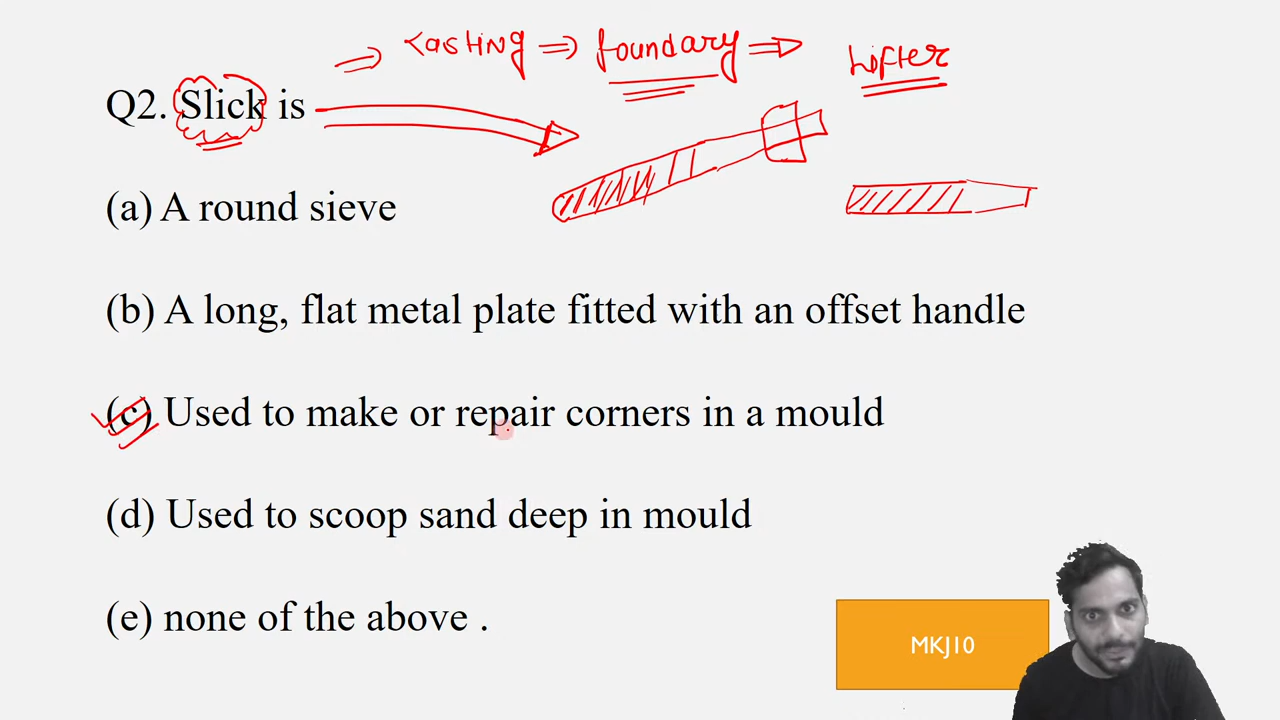 ⇒ Casting ⇒ foundary ⇒ Lifter
Q2. Slick is
(a) A round sieve
(b) A long, flat metal plate fitted with an offset handle
(c) Used to make or repair corners in a mould
(d) Used to scoop sand deep in mould
(e) none of the above .
MKJ10